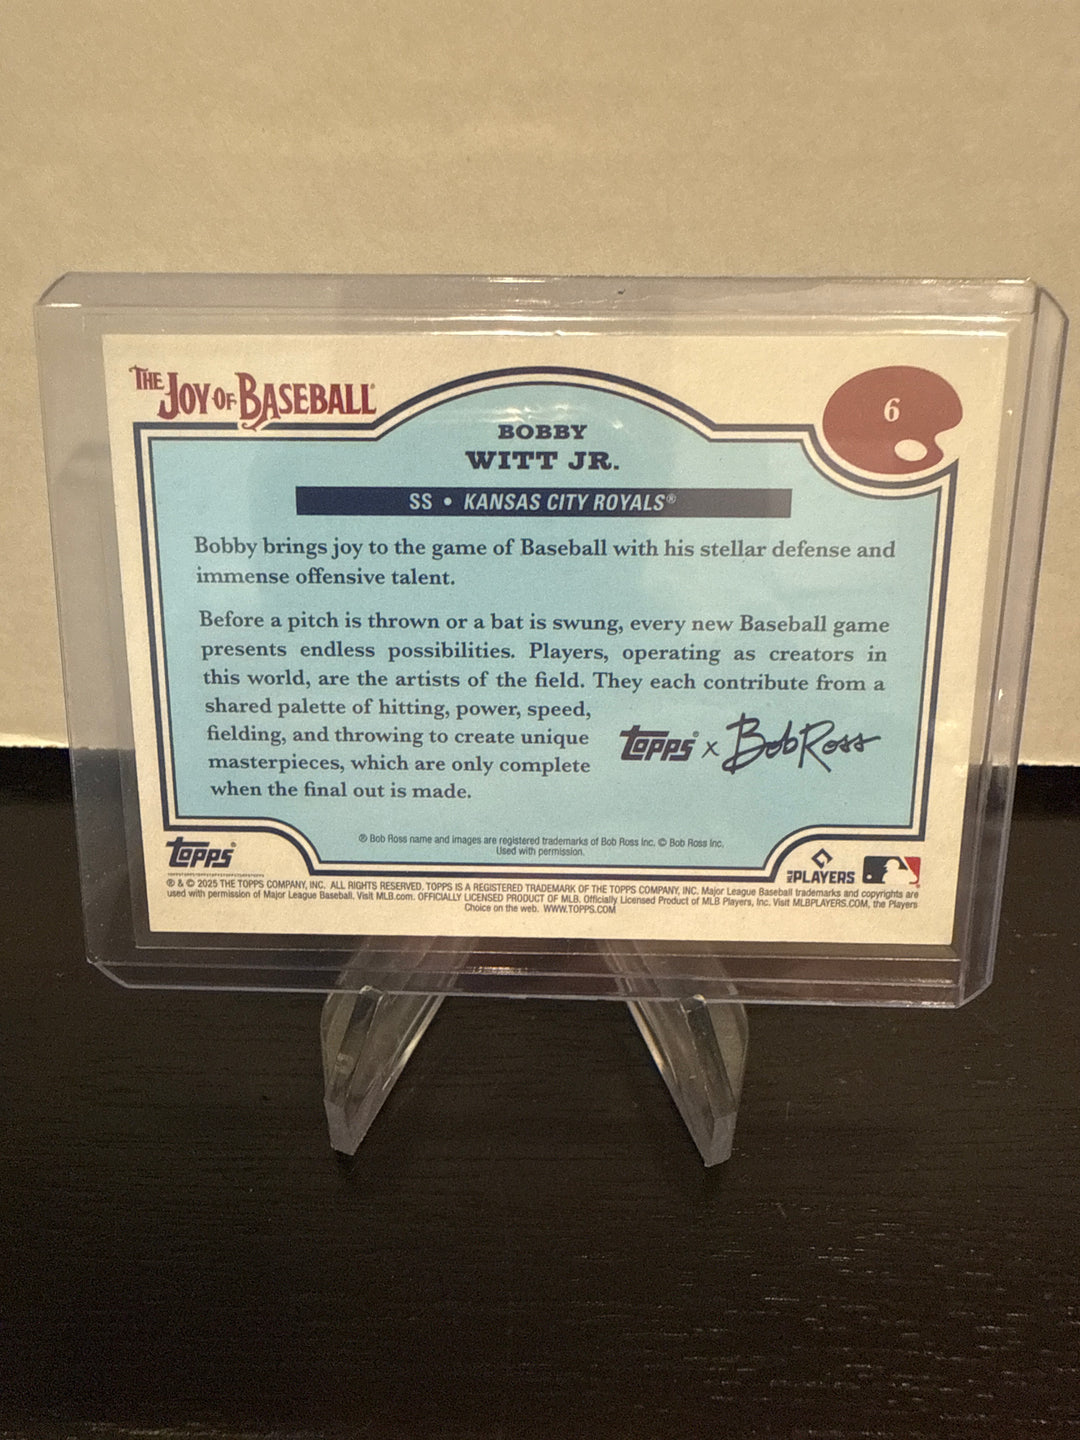 THE JOY OF BASEBALL
6
BOBBY
WITT JR.
SS • KANSAS CITY ROYALS®
Bobby brings joy to the game of Baseball with his stellar defense and
immense offensive talent.
Before a pitch is thrown or a bat is swung, every new Baseball game
presents endless possibilities. Players, operating as creators in
this world, are the artists of the field. They each contribute from a
shared palette of hitting, power, speed,
fielding, and throwing to create unique
masterpieces, which are only complete
when the final out is made.
TOPPS® x Bob Ross
® Bob Ross name and images are registered trademarks of Bob Ross Inc. © Bob Ross Inc.
Used with permission.
TOPPS®
MLB PLAYERS
® & © 2025 THE TOPPS COMPANY, INC. ALL RIGHTS RESERVED. TOPPS IS A REGISTERED TRADEMARK OF THE TOPPS COMPANY, INC. Major League Baseball trademarks and copyrights are
used with permission of Major League Baseball. Visit MLB.com. OFFICIALLY LICENSED PRODUCT OF MLB. Officially Licensed Product of MLB Players, Inc. Visit MLBPLAYERS.COM, the Players
Choice on the web. WWW.TOPPS.COM